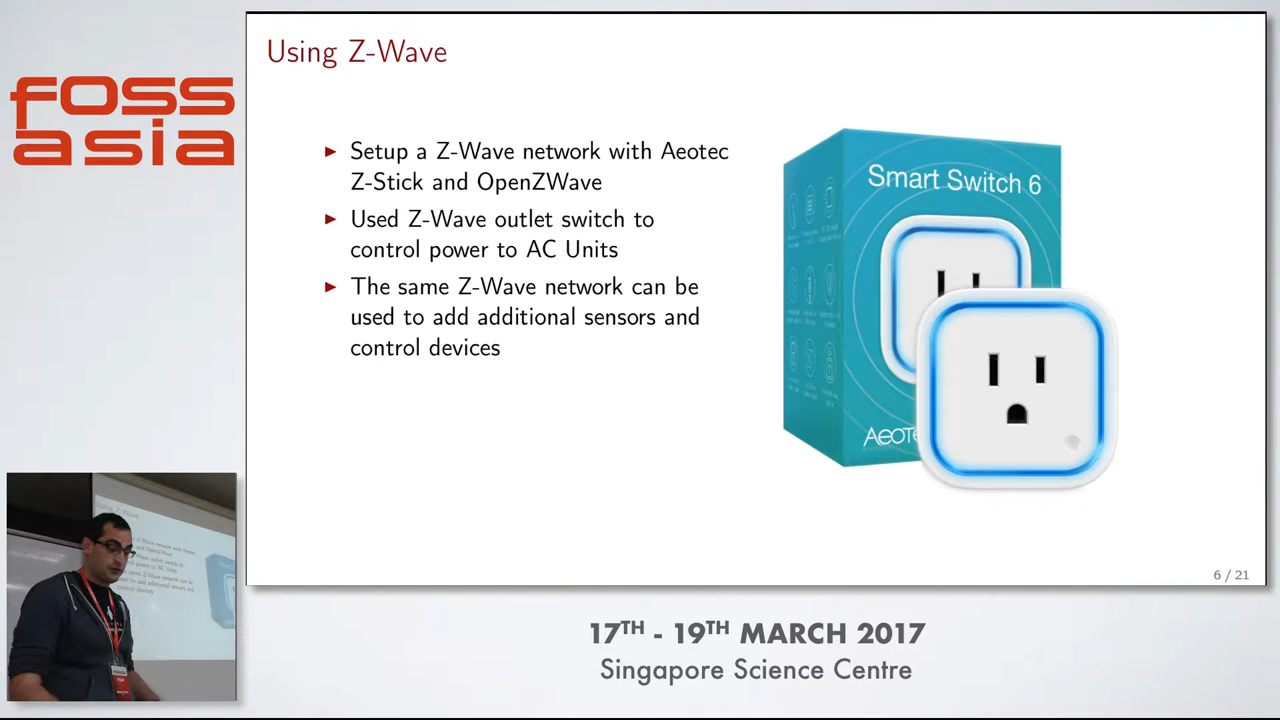 foss
asia
Using Z-Wave
Setup a Z-Wave network with Aeotec
Z-Stick and OpenZWave
Used Z-Wave outlet switch to
control power to AC Units
The same Z-Wave network can be
used to add additional sensors and
control devices
Smart Switch 6
6 / 21
17TH - 19TH MARCH 2017
Singapore Science Centre
Using Z-Wave